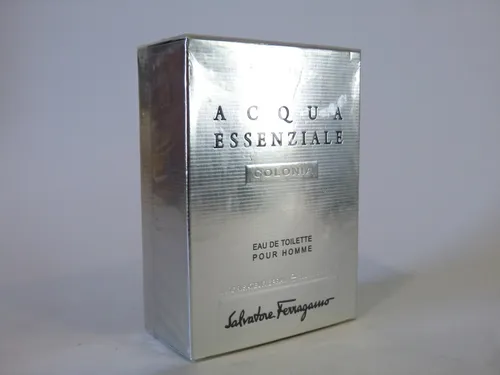 ACQUA
ESSENZIALE
COLONIA
EAU DE TOILETTE
POUR HOMME
Salvatore Ferragamo